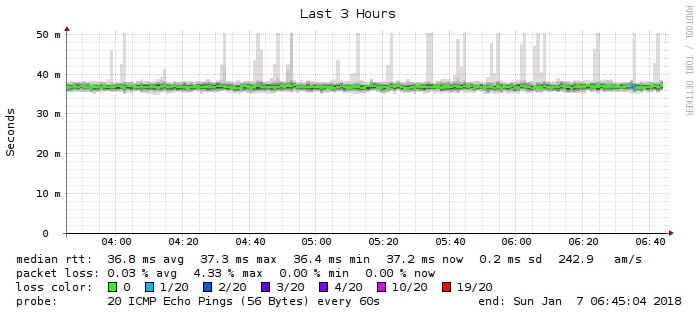 Last 3 Hours
RRDTOOL / TOBI OETIKER
Seconds
50 m
40 m
30 m
20 m
10 m
0
04:00 04:20 04:40 05:00 05:20 05:40 06:00 06:20 06:40
median rtt: 36.8 ms avg 37.3 ms max 36.4 ms min 37.2 ms now 0.2 ms sd 242.9 am/s
packet loss: 0.03 % avg 4.33 % max 0.00 % min 0.00 % now
loss color: 0 1/20 2/20 3/20 4/20 10/20 19/20
probe: 20 ICMP Echo Pings (56 Bytes) every 60s end: Sun Jan 7 06:45:04 2018